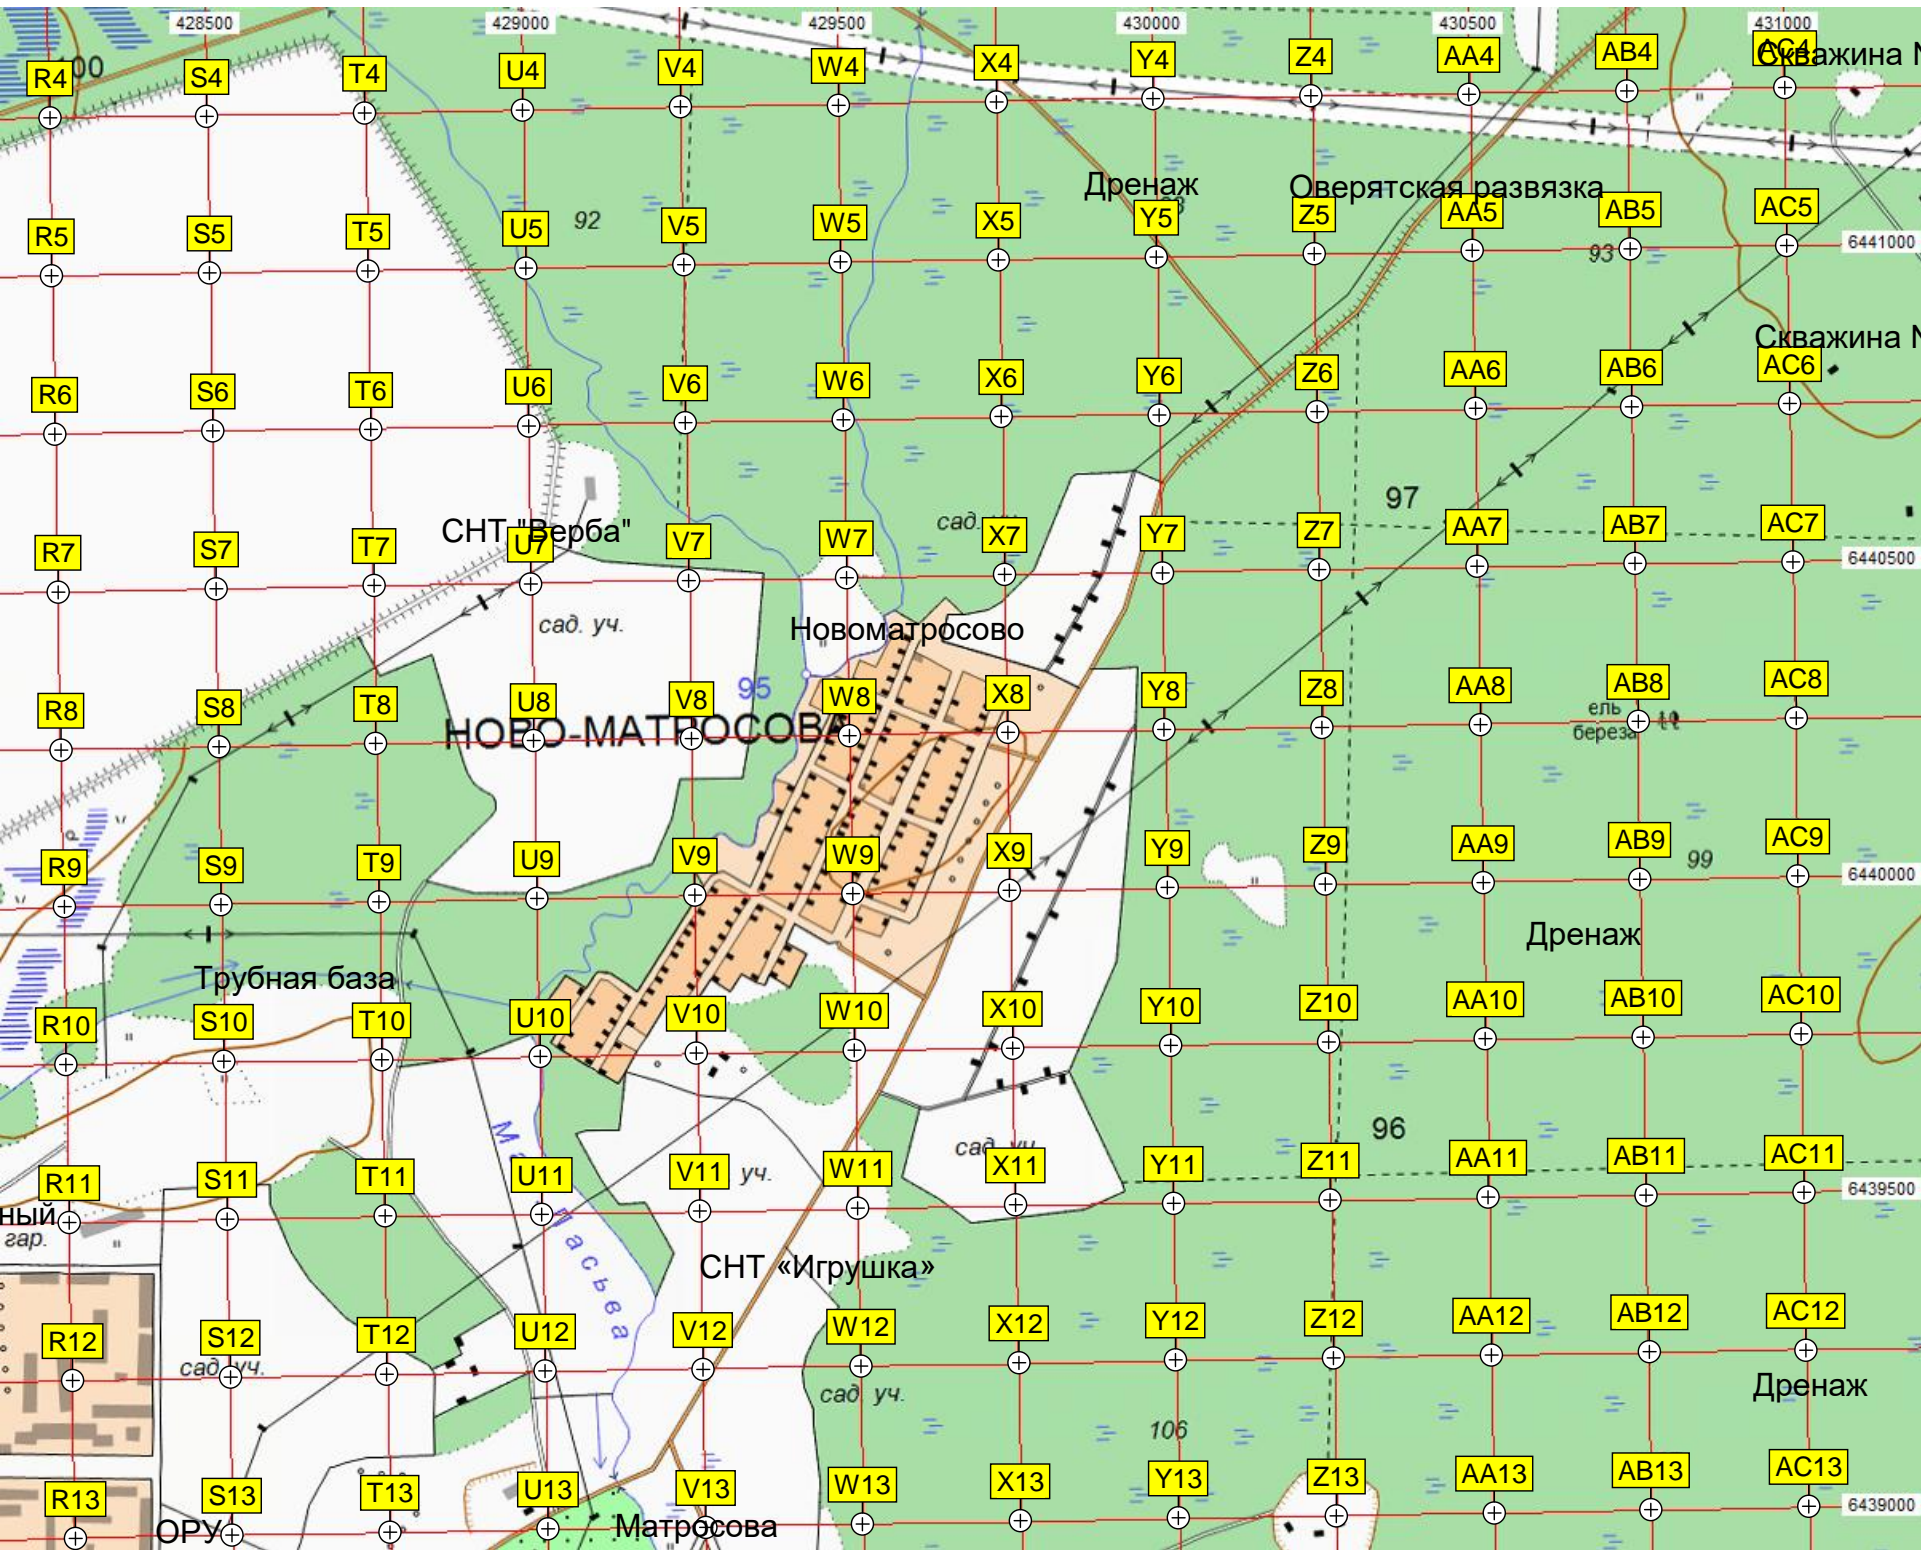 428500 429000 429500 430000 430500 431000
R4 00 S4 T4 U4 V4 W4 X4 Y4 Z4 AA4 AB4 AC4 Скважина
Дренаж Оверятская развязка
R5 S5 T5 U5 92 V5 W5 X5 Y5 Z5 AA5 AB5 AC5
93 6441000
Скважина
R6 S6 T6 U6 V6 W6 X6 Y6 Z6 AA6 AB6 AC6
97
СНТ "Верба" сад.
R7 S7 T7 U7 V7 W7 X7 Y7 Z7 AA7 AB7 AC7
6440500
сад. уч. Новоматросово
95
R8 S8 T8 U8 V8 W8 X8 Y8 Z8 AA8 AB8 AC8
НОВО-МАТРОСОВА ель
береза
R9 S9 T9 U9 V9 W9 X9 Y9 Z9 AA9 AB9 99 AC9
6440000
Дренаж
Трубная база
R10 S10 T10 U10 V10 W10 X10 Y10 Z10 AA10 AB10 AC10
96
сад. уч.
R11 S11 T11 U11 V11 уч. W11 X11 Y11 Z11 AA11 AB11 AC11
6439500
ный
гар.
Ласьва
СНТ «Игрушка»
R12 S12 T12 U12 V12 W12 X12 Y12 Z12 AA12 AB12 AC12
сад. уч. сад. уч. Дренаж
106
R13 S13 T13 U13 V13 W13 X13 Y13 Z13 AA13 AB13 AC13
6439000
ОРУ Матросова